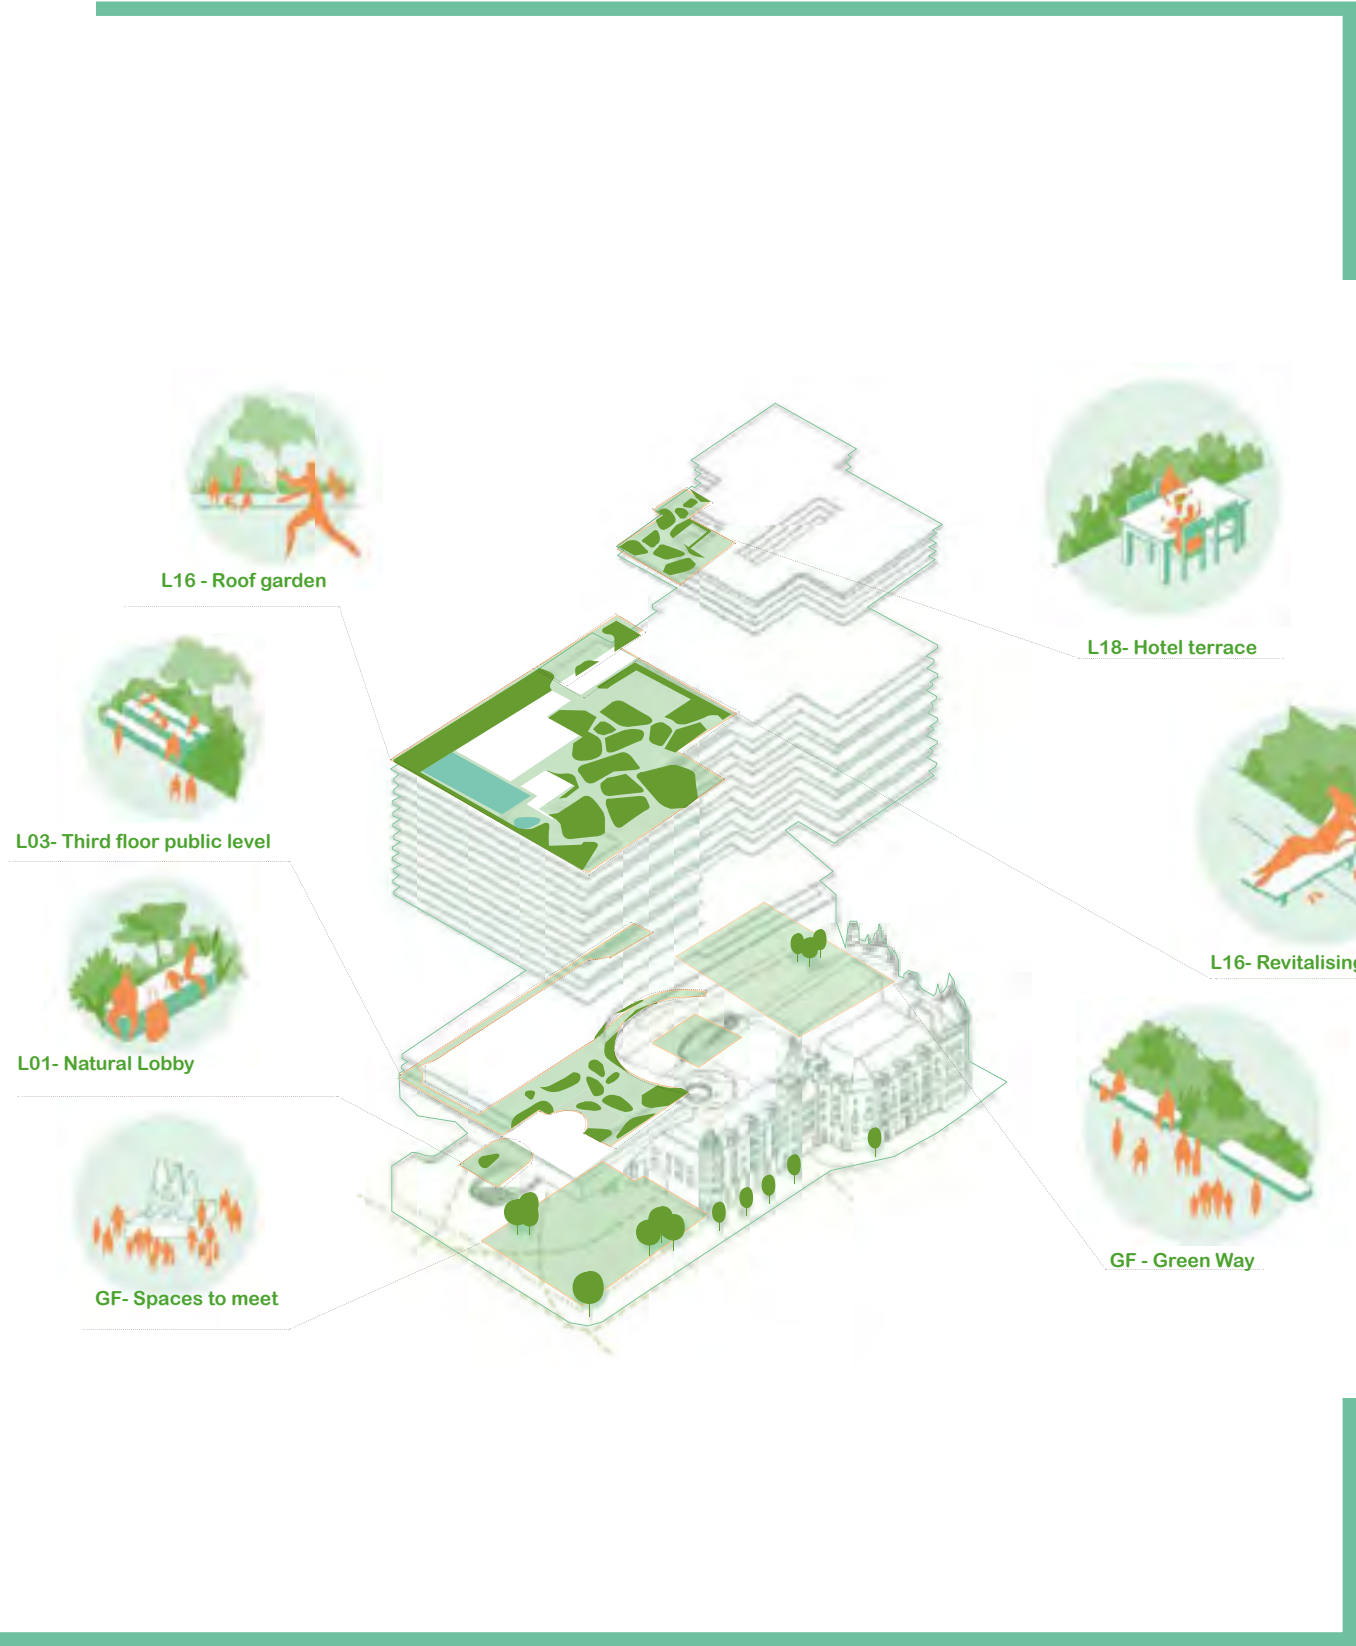 L16 - Roof garden
L18- Hotel terrace
L03- Third floor public level
L16- Revitalising
L01- Natural Lobby
GF - Green Way
GF- Spaces to meet